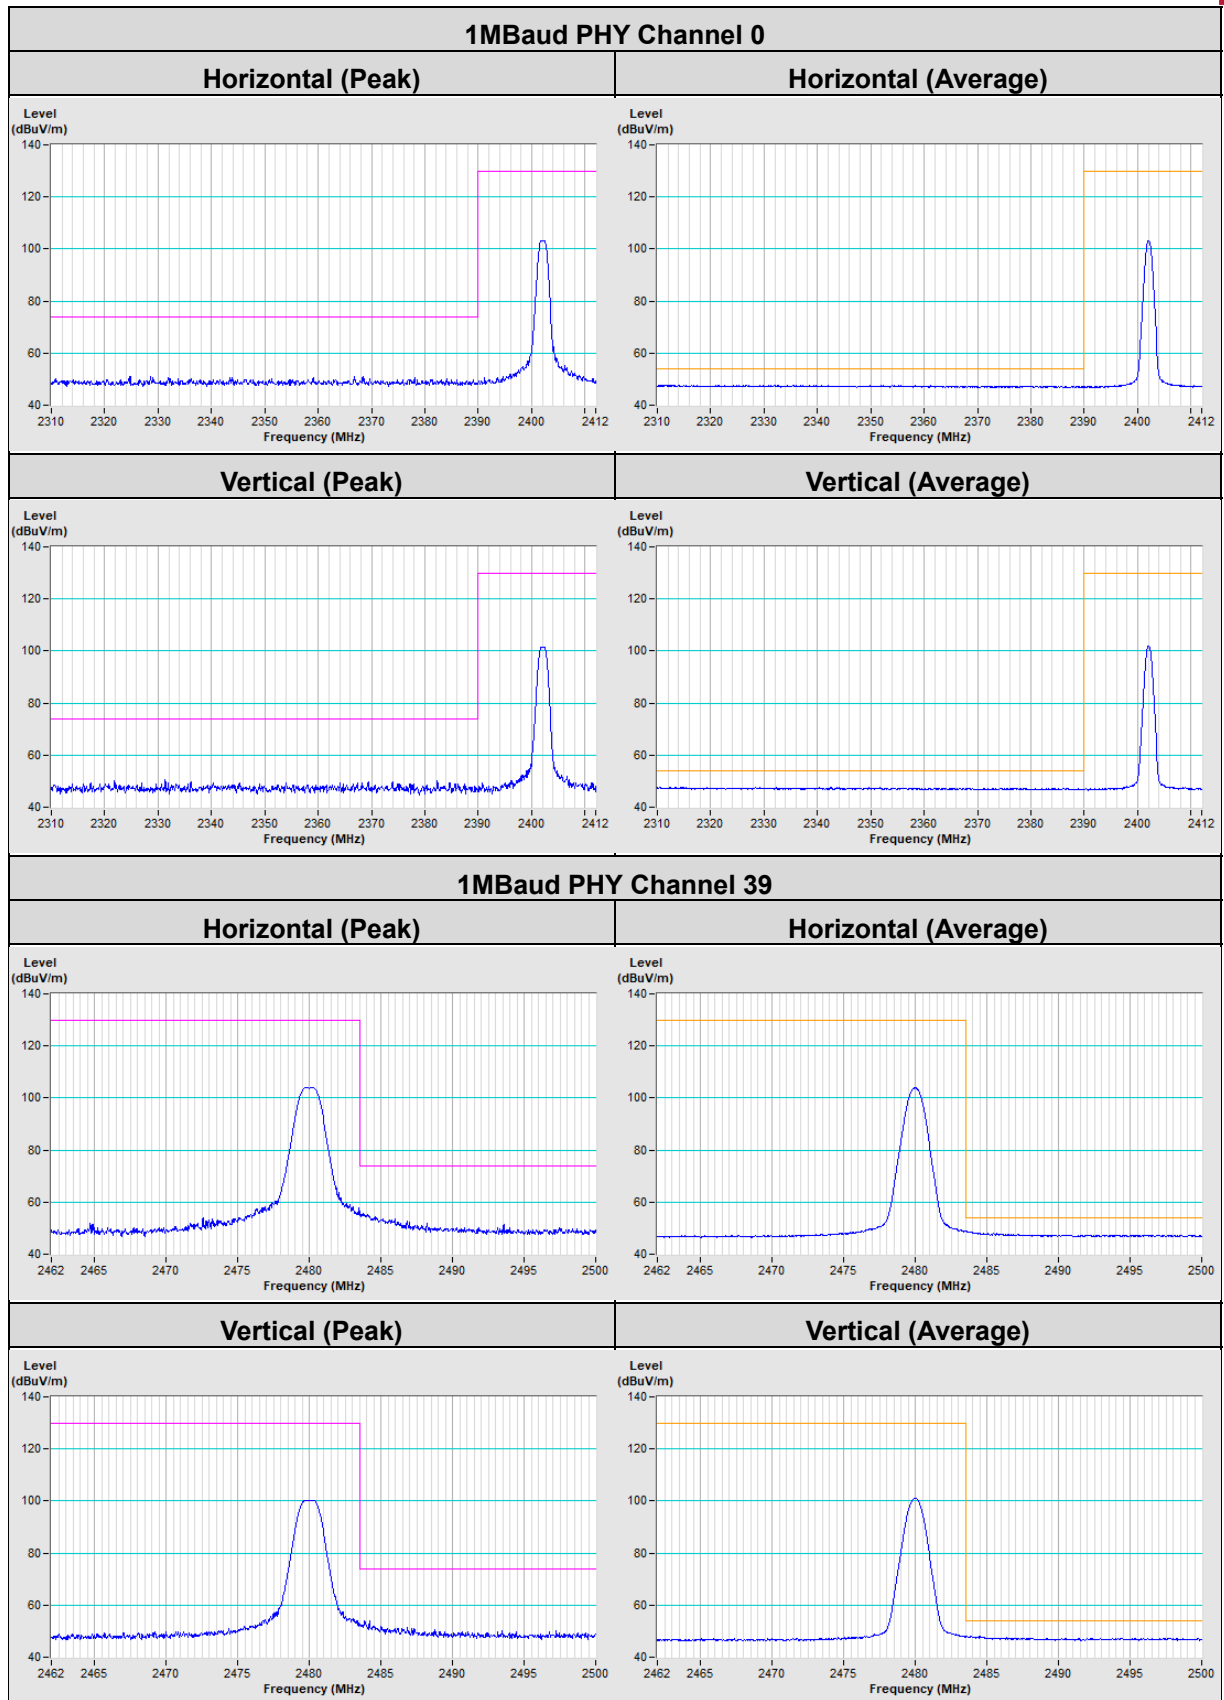 1MBaud PHY Channel 0
Horizontal (Peak)
Horizontal (Average)
Level
(dBuV/m)
140
120
100
80
60
40
2310 2320 2330 2340 2350 2360 2370 2380 2390 2400 2412
Frequency (MHz)
Level
(dBuV/m)
140
120
100
80
60
40
2310 2320 2330 2340 2350 2360 2370 2380 2390 2400 2412
Frequency (MHz)
Vertical (Peak)
Vertical (Average)
Level
(dBuV/m)
140
120
100
80
60
40
2310 2320 2330 2340 2350 2360 2370 2380 2390 2400 2412
Frequency (MHz)
Level
(dBuV/m)
140
120
100
80
60
40
2310 2320 2330 2340 2350 2360 2370 2380 2390 2400 2412
Frequency (MHz)
1MBaud PHY Channel 39
Horizontal (Peak)
Horizontal (Average)
Level
(dBuV/m)
140
120
100
80
60
40
2462 2465 2470 2475 2480 2485 2490 2495 2500
Frequency (MHz)
Level
(dBuV/m)
140
120
100
80
60
40
2462 2465 2470 2475 2480 2485 2490 2495 2500
Frequency (MHz)
Vertical (Peak)
Vertical (Average)
Level
(dBuV/m)
140
120
100
80
60
40
2462 2465 2470 2475 2480 2485 2490 2495 2500
Frequency (MHz)
Level
(dBuV/m)
140
120
100
80
60
40
2462 2465 2470 2475 2480 2485 2490 2495 2500
Frequency (MHz)